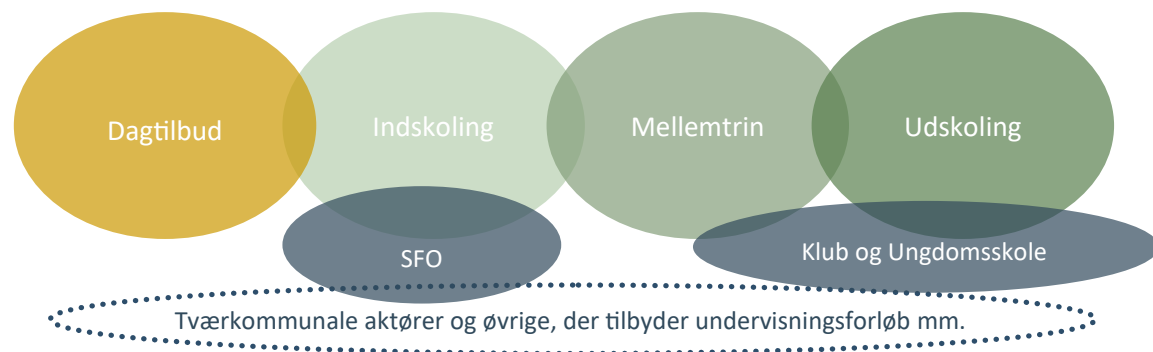 Dagtilbud
Indskoling
Mellemtrin
Udskoling
SFO
Klub og Ungdomsskole
Tværkommunale aktører og øvrige, der tilbyder undervisningsforløb mm.